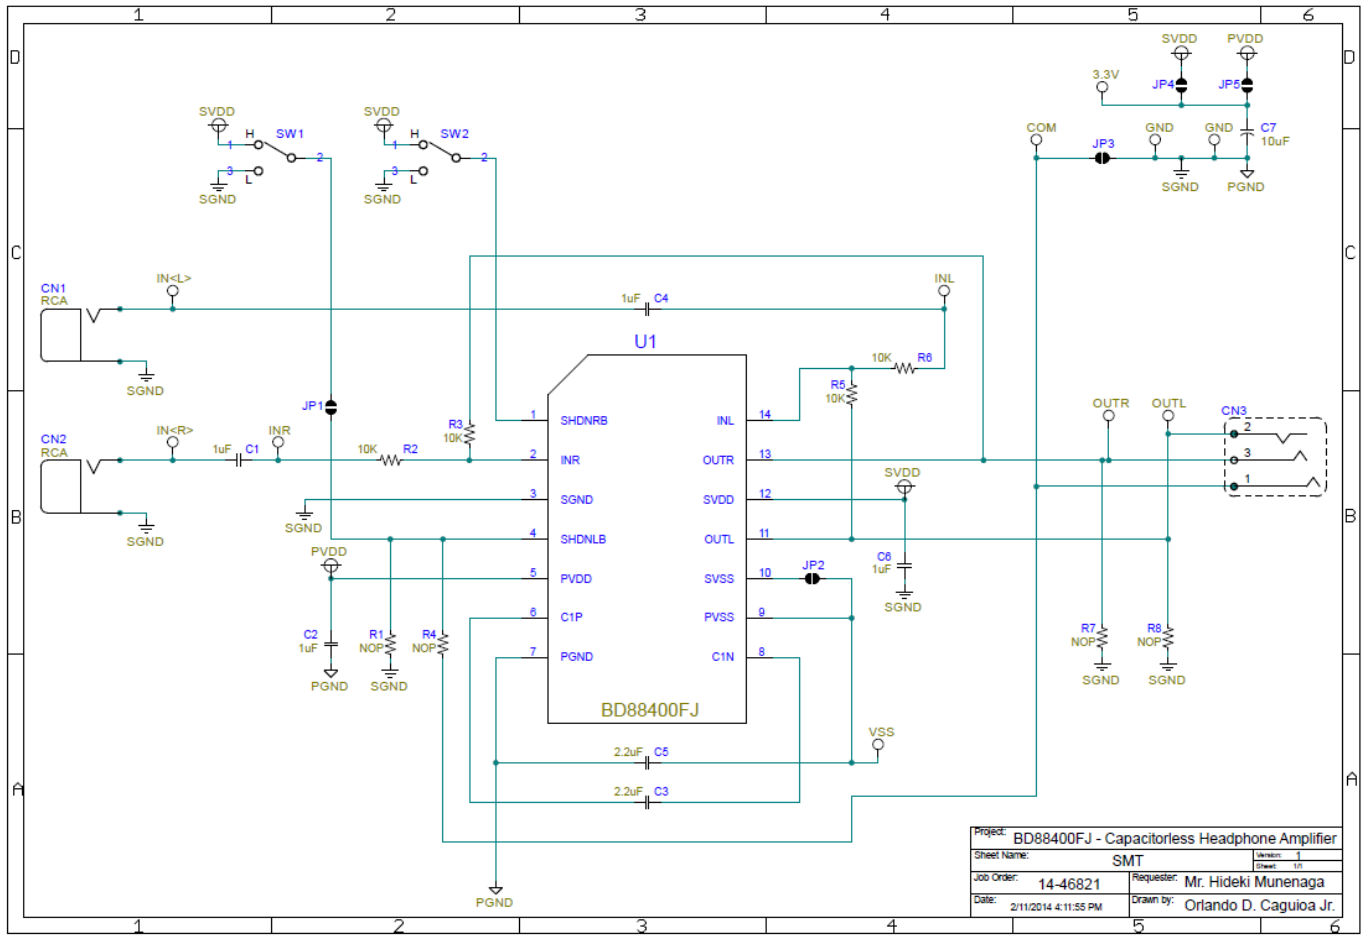 1 2 3 4 5 6
D D
SVDD PVDD
3.3V
JP4 JP5
SVDD SVDD
H SW1 H SW2
1 2 1 2
3 3
L L
SGND SGND
COM GND GND C7
10uF
JP3
SGND PGND
C C
IN<L> INL
CN1
RCA
1uF C4
SGND
U1
10K R6
R5
10K
JP1
OUTR OUTL CN3
2
3
1
R3
10K
CN2
RCA
IN<R> INR
1uF C1
10K R2
1 SHDNRB INL 14
2 INR OUTR 13
3 SGND SVDD 12
4 SHDNLB OUTL 11
5 PVDD SVSS 10
6 C1P PVSS 9
7 PGND C1N 8
BD88400FJ
SVDD
B B
SGND SGND
PVDD
JP2
C6
1uF
SGND
C2
1uF
R1
NOP
R4
NOP
R7
NOP
R8
NOP
PGND SGND
SGND SGND
VSS
2.2uF C5
2.2uF C3
A A
PGND
Project: BD88400FJ - Capacitorless Headphone Amplifier
Sheet Name: SMT
Version: 1
Sheet: 1/1
Job Order: 14-46821
Requester: Mr. Hideki Munenaga
Date: 2/11/2014 4:11:55 PM
Drawn by: Orlando D. Caguioa Jr.
1 2 3 4 5 6